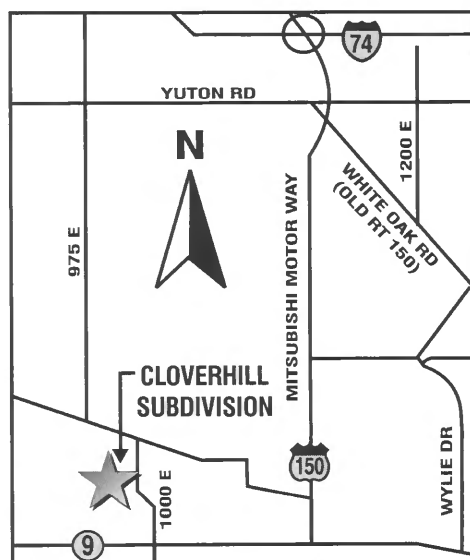 74
YUTON RD
N
1200 E
WHITE OAK RD
(OLD RT 150)
975 E
MITSUBISHI MOTOR WAY
CLOVERHILL
SUBDIVISION
150
WYLIE DR
1000 E
9